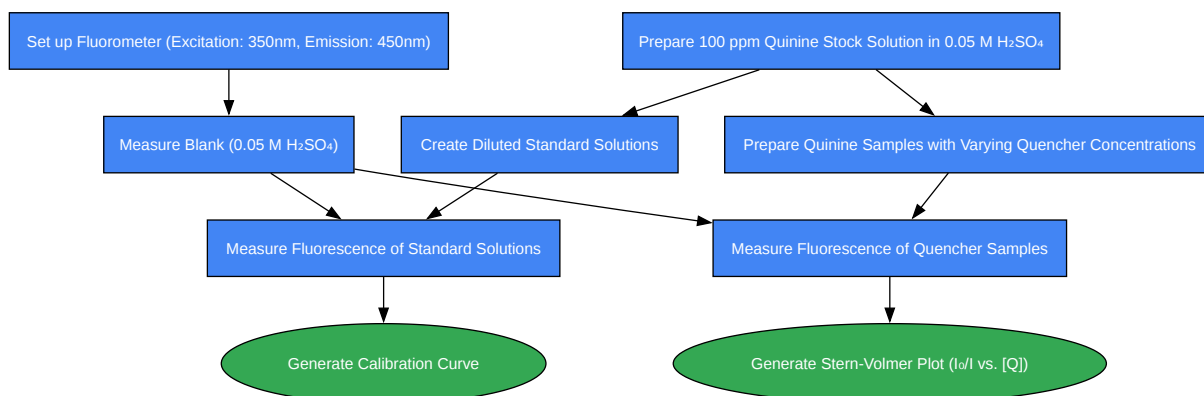 Set up Fluorometer (Excitation: 350nm, Emission: 450nm)
Prepare 100 ppm Quinine Stock Solution in 0.05 M H₂SO₄
Measure Blank (0.05 M H₂SO₄)
Create Diluted Standard Solutions
Prepare Quinine Samples with Varying Quencher Concentrations
Measure Fluorescence of Standard Solutions
Measure Fluorescence of Quencher Samples
Generate Calibration Curve
Generate Stern-Volmer Plot (I₀/I vs. [Q])